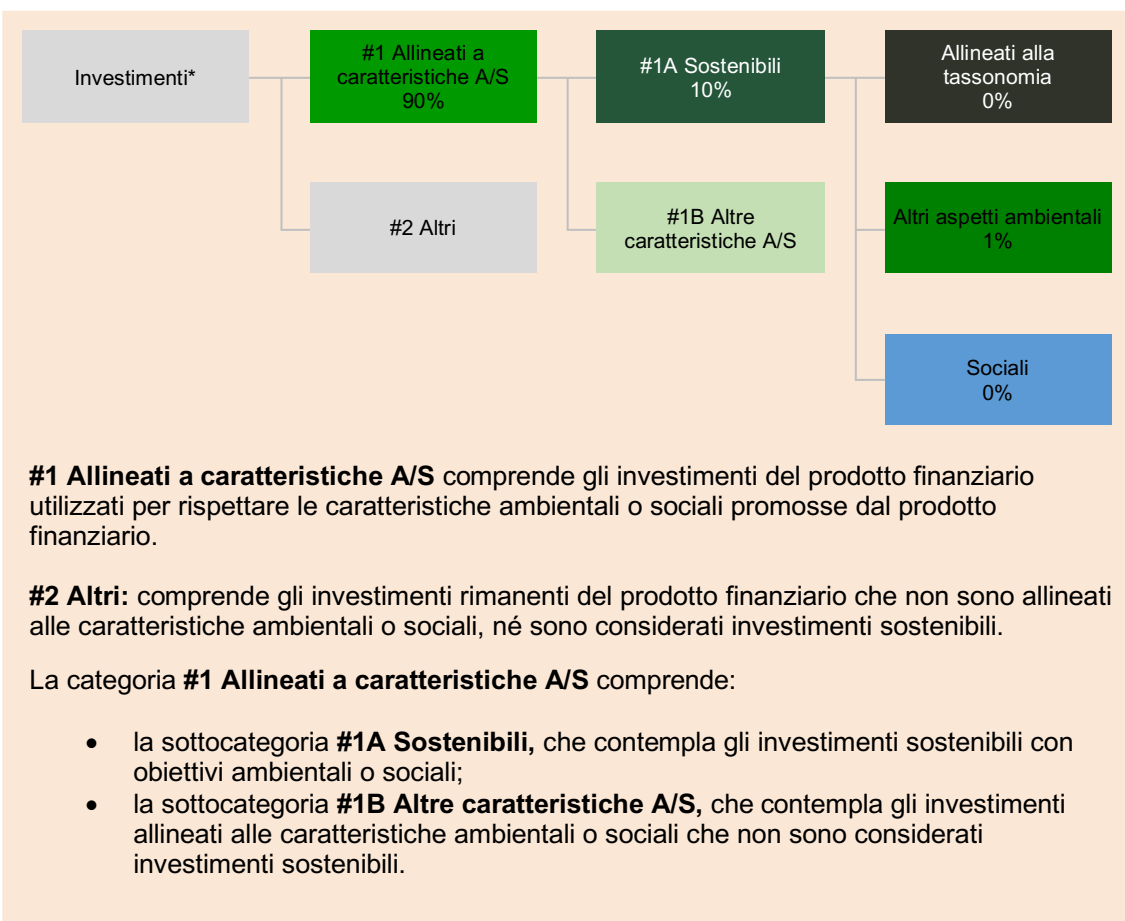 Investimenti*
#1 Allineati a
caratteristiche A/S
90%
#1A Sostenibili
10%
Allineati alla
tassonomia
0%
#2 Altri
#1B Altre
caratteristiche A/S
Altri aspetti ambientali
1%
Sociali
0%
#1 Allineati a caratteristiche A/S comprende gli investimenti del prodotto finanziario
utilizzati per rispettare le caratteristiche ambientali o sociali promosse dal prodotto
finanziario.
#2 Altri: comprende gli investimenti rimanenti del prodotto finanziario che non sono allineati
alle caratteristiche ambientali o sociali, né sono considerati investimenti sostenibili.
La categoria #1 Allineati a caratteristiche A/S comprende:
• la sottocategoria #1A Sostenibili, che contempla gli investimenti sostenibili con
obiettivi ambientali o sociali;
• la sottocategoria #1B Altre caratteristiche A/S, che contempla gli investimenti
allineati alle caratteristiche ambientali o sociali che non sono considerati
investimenti sostenibili.